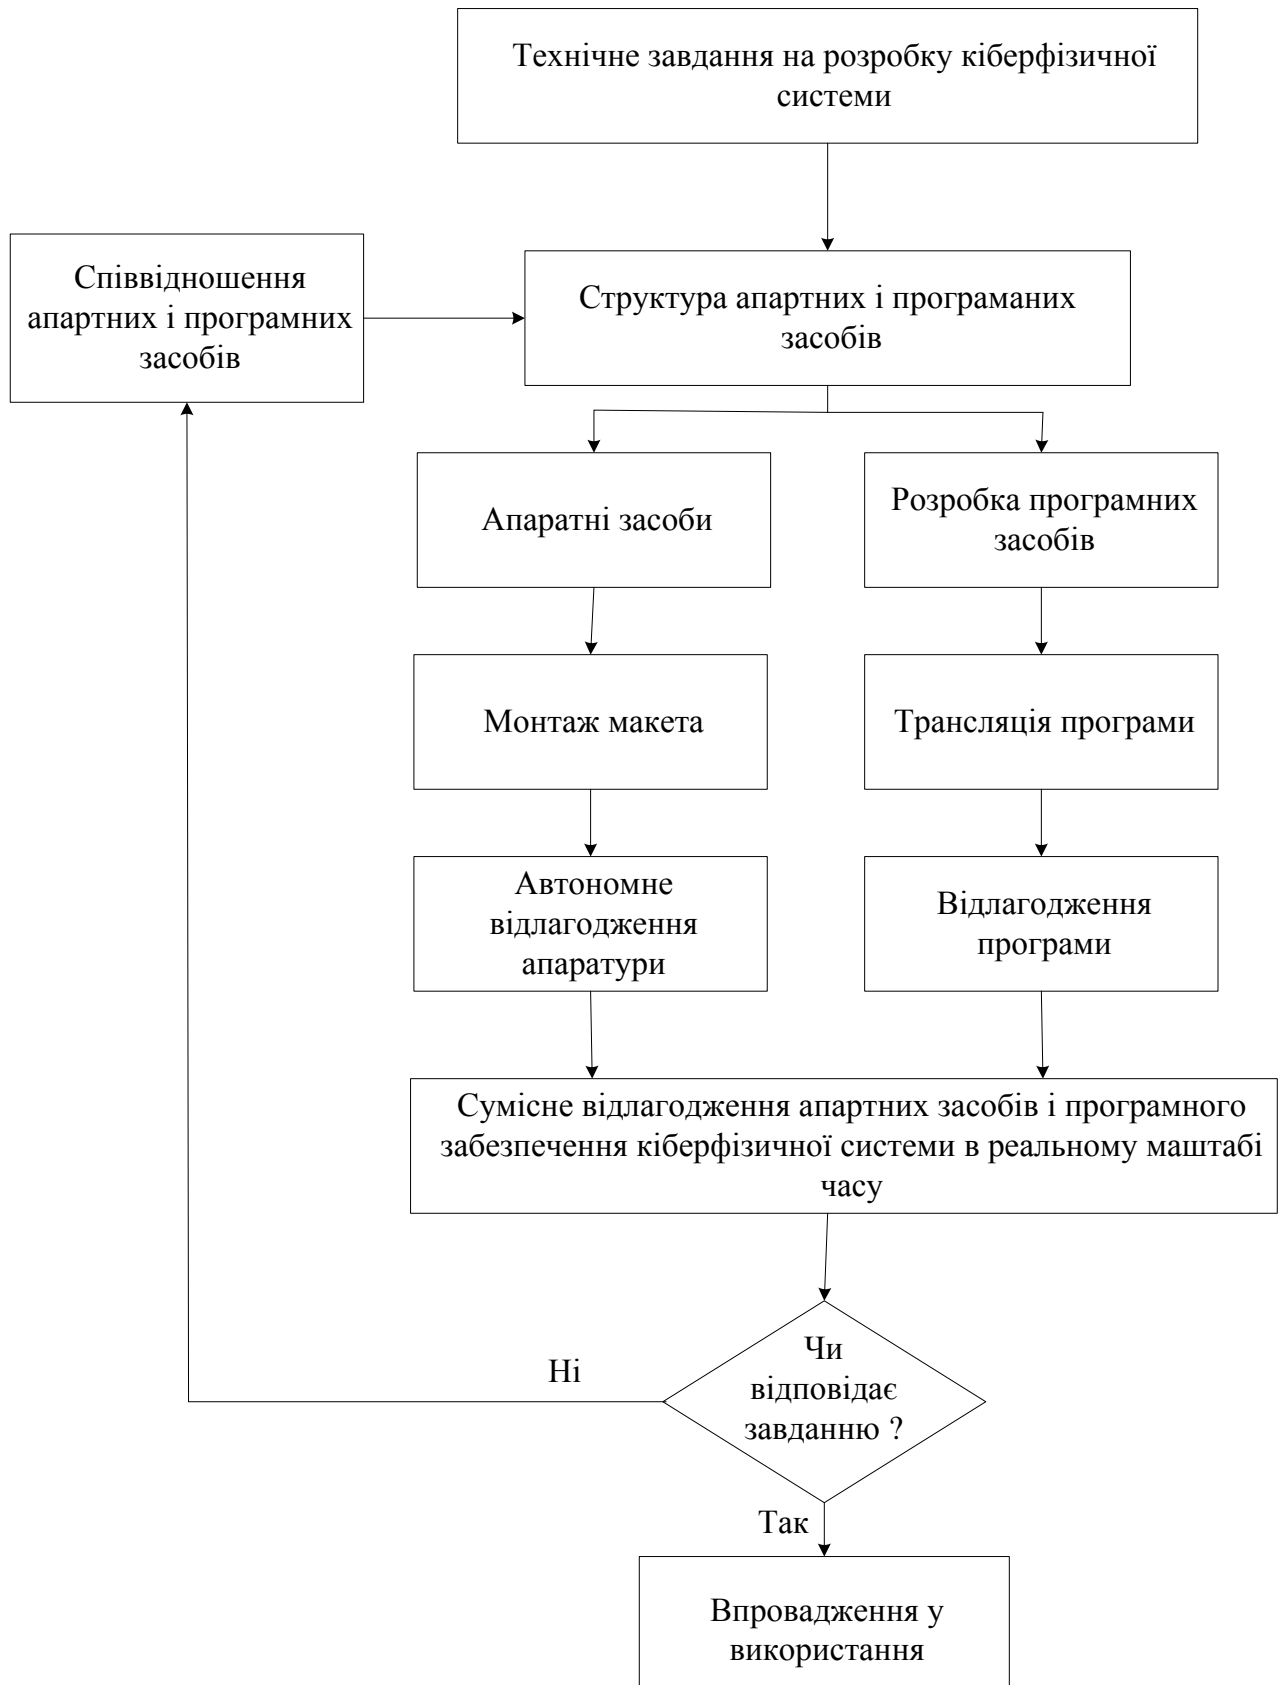 Технічне завдання на розробку кіберфізичної
системи
Співвідношення
апартних і програмних
засобів
Структура апартних і програманих
засобів
Апаратні засоби
Розробка програмних
засобів
Монтаж макета
Трансляція програми
Автономне
відлагодження
апаратури
Відлагодження
програми
Сумісне відлагодження апартних засобів і програмного
забезпечення кіберфізичної системи в реальному маштабі
часу
Чи
відповідає
завданню ?
Ні
Так
Впровадження у
використання